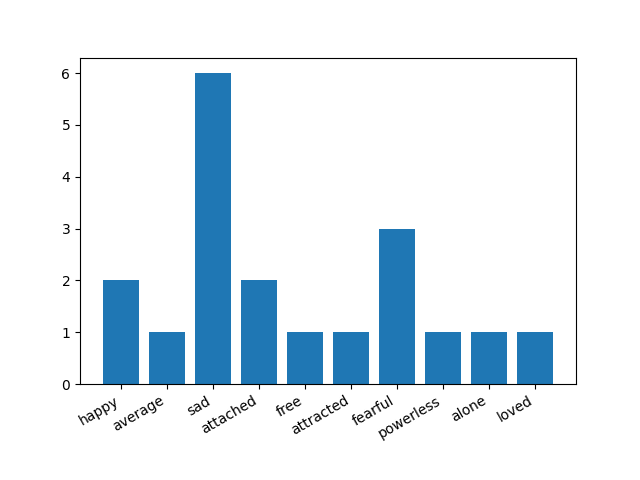 6
5
4
3
2
1
0
happy
average
sad
attached
free
attracted
fearful
powerless
alone
loved